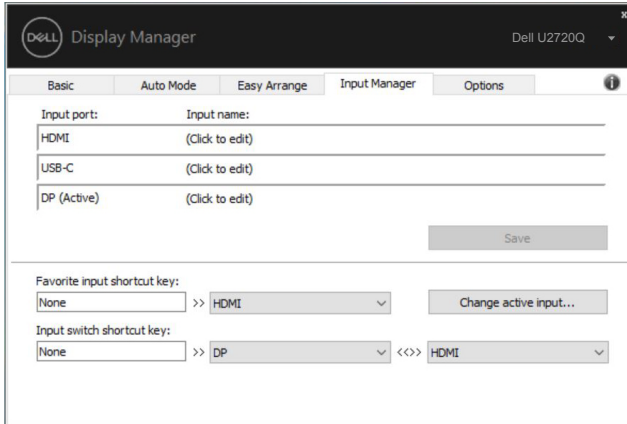 x
DELL Display Manager Dell U2720Q
Basic Auto Mode Easy Arrange Input Manager Options i
Input port: Input name:
HDMI (Click to edit)
USB-C (Click to edit)
DP (Active) (Click to edit)
Save
Favorite input shortcut key:
None >> HDMI Change active input...
Input switch shortcut key:
None >> DP <<>> HDMI